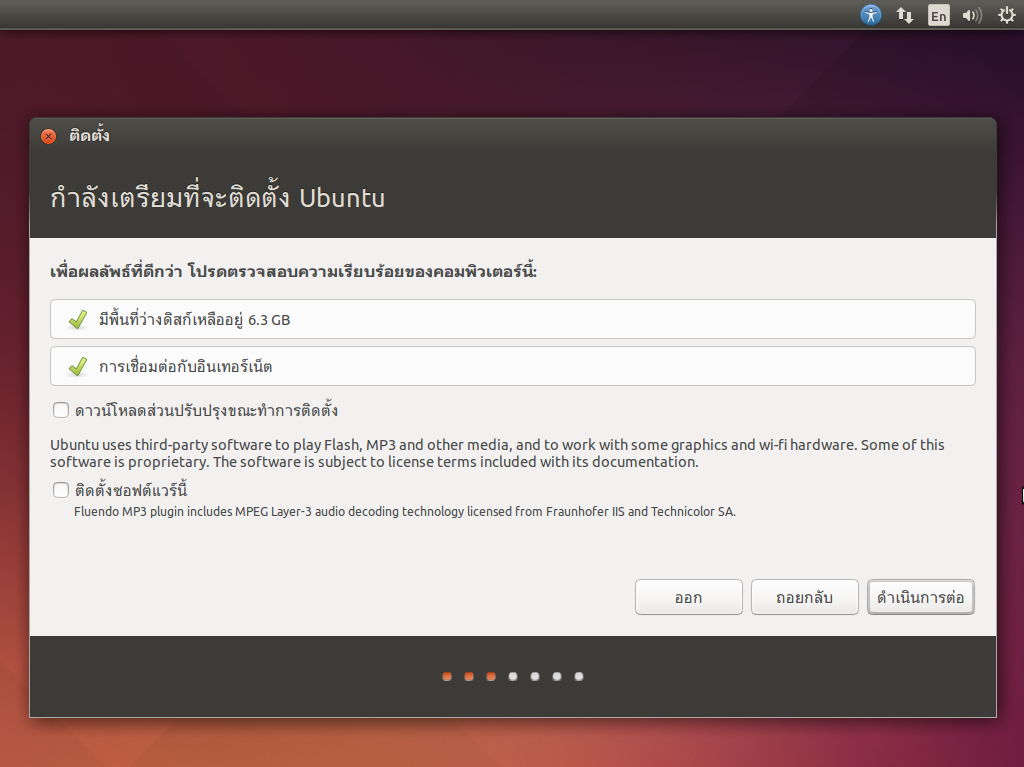 En
ติดตั้ง
กำลังเตรียมที่จะติดตั้ง Ubuntu
เพื่อผลลัพธ์ที่ดีกว่า โปรดตรวจสอบความเรียบร้อยของคอมพิวเตอร์นี้:
มีพื้นที่ว่างดิสก์เหลืออยู่ 6.3 GB
การเชื่อมต่อกับอินเทอร์เน็ต
ดาวน์โหลดส่วนปรับปรุงขณะทำการติดตั้ง
Ubuntu uses third-party software to play Flash, MP3 and other media, and to work with some graphics and wi-fi hardware. Some of this
software is proprietary. The software is subject to license terms included with its documentation.
ติดตั้งซอฟต์แวร์นี้
Fluendo MP3 plugin includes MPEG Layer-3 audio decoding technology licensed from Fraunhofer IIS and Technicolor SA.
ออก ถอยกลับ ดำเนินการต่อ